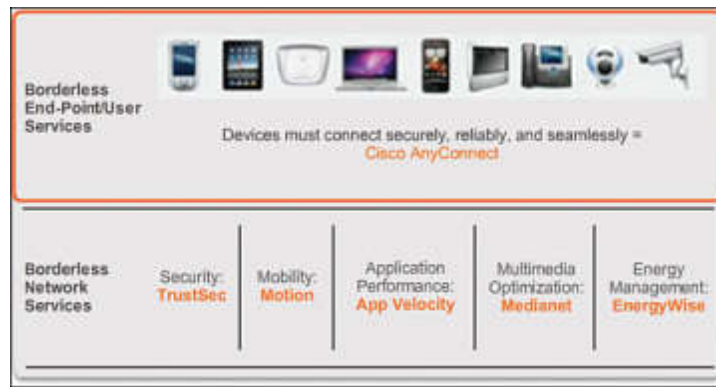 Borderless
End-Point/User
Services
Devices must connect securely, reliably, and seamlessly =
Cisco AnyConnect
Borderless
Network
Services
Security:
TrustSec
Mobility:
Motion
Application
Performance:
App Velocity
Multimedia
Optimization:
Medianet
Energy
Management:
EnergyWise